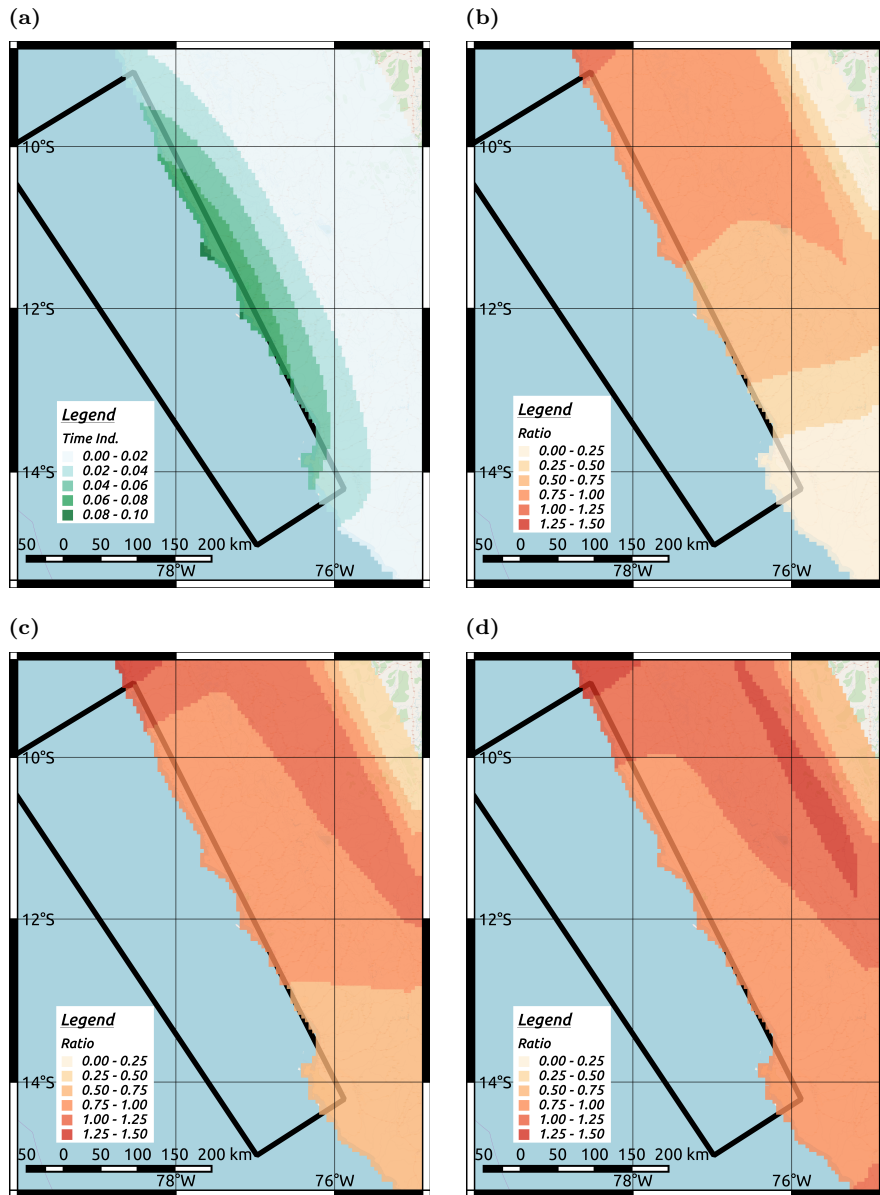 (a)
(b)
10°S
12°S
14°S
Legend
Time Ind.
0.00 - 0.02
0.02 - 0.04
0.04 - 0.06
0.06 - 0.08
0.08 - 0.10
50 0 50 100 150 200 km
78°W
76°W
10°S
12°S
14°S
Legend
Ratio
0.00 - 0.25
0.25 - 0.50
0.50 - 0.75
0.75 - 1.00
1.00 - 1.25
1.25 - 1.50
50 0 50 100 150 200 km
78°W
76°W
(c)
(d)
10°S
12°S
14°S
Legend
Ratio
0.00 - 0.25
0.25 - 0.50
0.50 - 0.75
0.75 - 1.00
1.00 - 1.25
1.25 - 1.50
50 0 50 100 150 200 km
78°W
76°W
10°S
12°S
14°S
Legend
Ratio
0.00 - 0.25
0.25 - 0.50
0.50 - 0.75
0.75 - 1.00
1.00 - 1.25
1.25 - 1.50
50 0 50 100 150 200 km
78°W
76°W